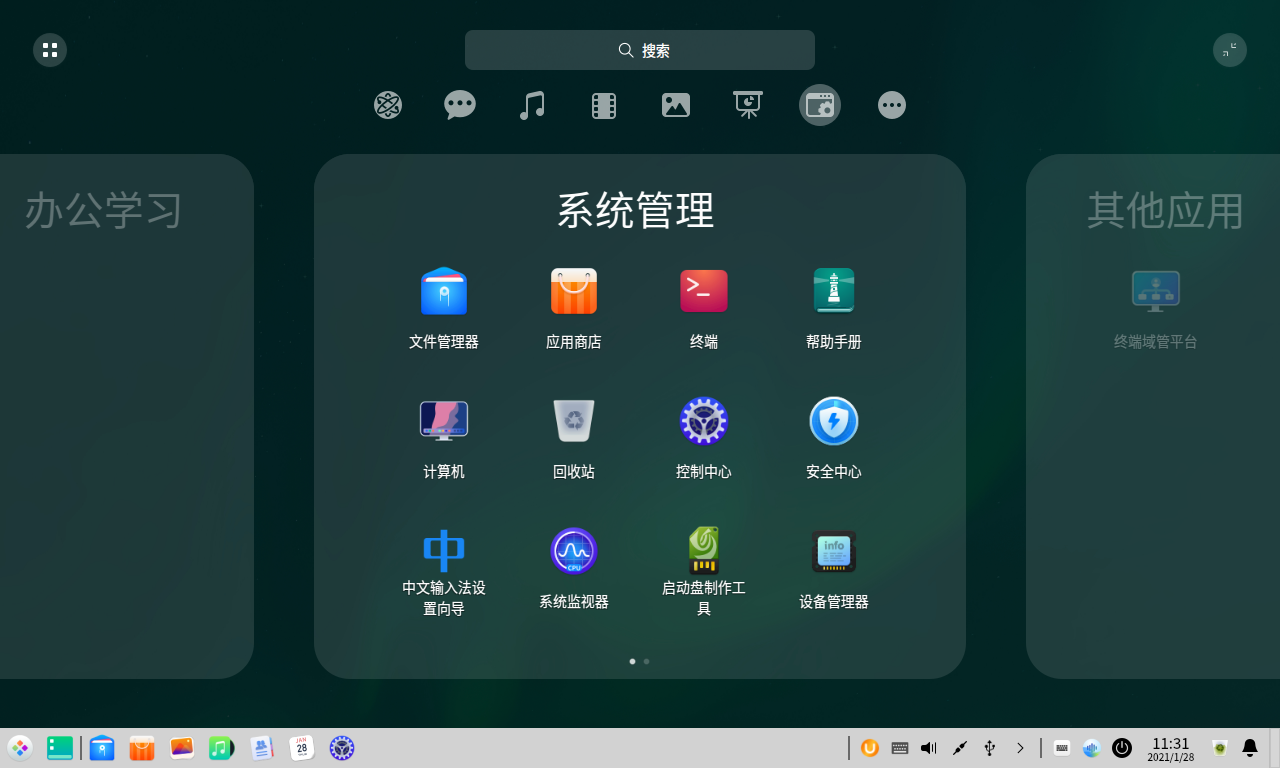 搜索
办公学习
系统管理
其他应用
文件管理器
应用商店
终端
帮助手册
终端域管平台
计算机
回收站
控制中心
安全中心
CPU
info
中文输入法设
置向导
系统监视器
启动盘制作工
具
设备管理器
JAN
28
11:31
2021/1/28